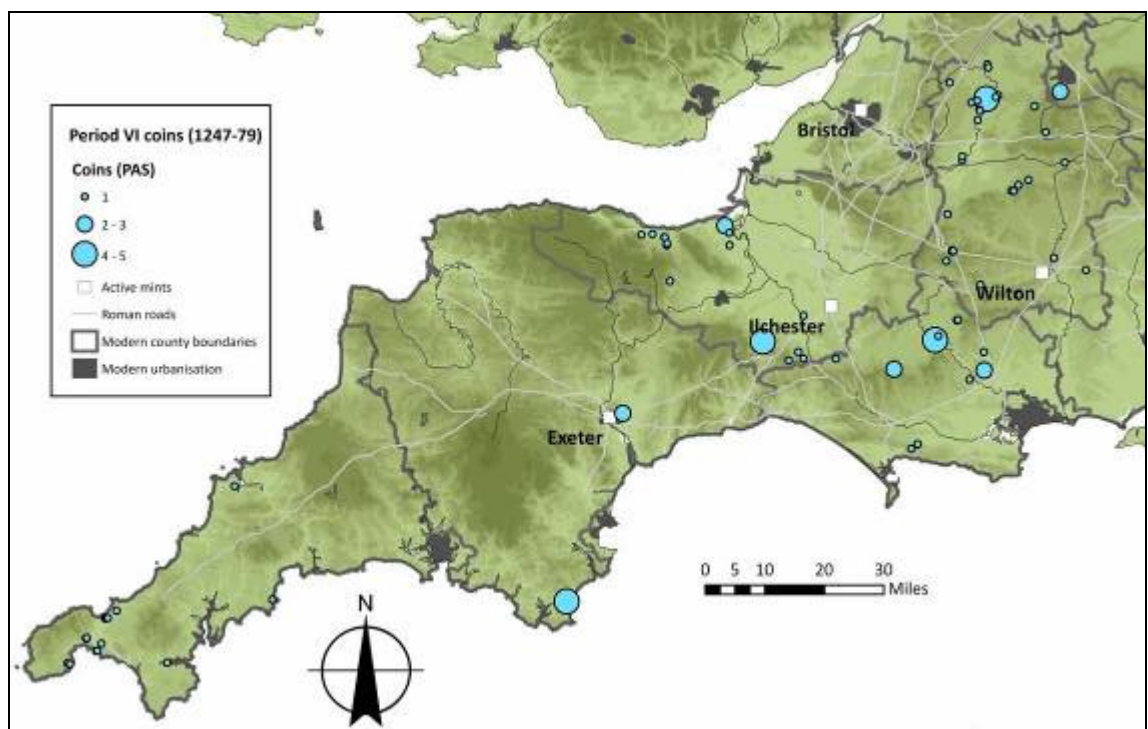 Period VI coins (1247-79)
Coins (PAS)
1
2 - 3
4 - 5
Active mints
Roman roads
Modern county boundaries
Modern urbanisation
Bristol
Wilton
Ilchester
Exeter
N
0 5 10 20 30
Miles